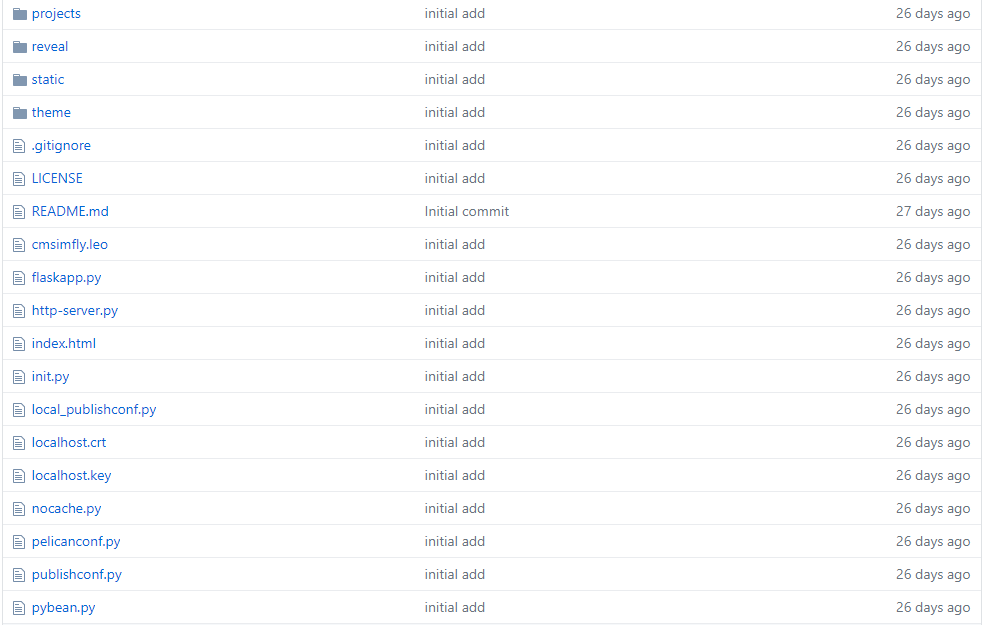 projects initial add 26 days ago
reveal initial add 26 days ago
static initial add 26 days ago
theme initial add 26 days ago
.gitignore initial add 26 days ago
LICENSE initial add 26 days ago
README.md Initial commit 27 days ago
cmsimfly.leo initial add 26 days ago
flaskapp.py initial add 26 days ago
http-server.py initial add 26 days ago
index.html initial add 26 days ago
init.py initial add 26 days ago
local_publishconf.py initial add 26 days ago
localhost.crt initial add 26 days ago
localhost.key initial add 26 days ago
nocache.py initial add 26 days ago
pelicanconf.py initial add 26 days ago
publishconf.py initial add 26 days ago
pybean.py initial add 26 days ago